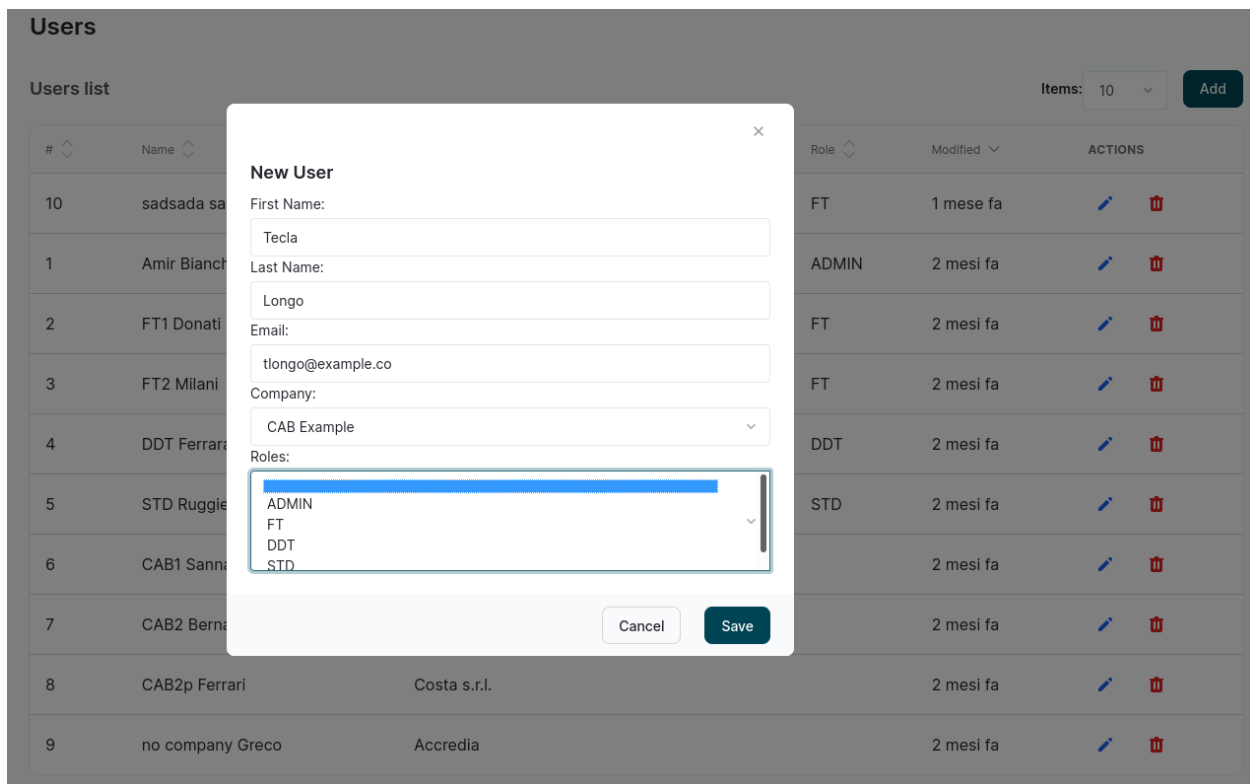 Users
Users list
Items: 10
Add
# Name Role Modified ACTIONS
10 sadsada sa FT 1 mese fa
1 Amir Bianch ADMIN 2 mesi fa
2 FT1 Donati FT 2 mesi fa
3 FT2 Milani FT 2 mesi fa
4 DDT Ferrara DDT 2 mesi fa
5 STD Ruggie STD 2 mesi fa
6 CAB1 Sanna 2 mesi fa
7 CAB2 Berna 2 mesi fa
8 CAB2p Ferrari Costa s.r.l. 2 mesi fa
9 no company Greco Accredia 2 mesi fa
New User
First Name:
Tecla
Last Name:
Longo
Email:
tlongo@example.co
Company:
CAB Example
Roles:
ADMIN
FT
DDT
STD
Cancel Save